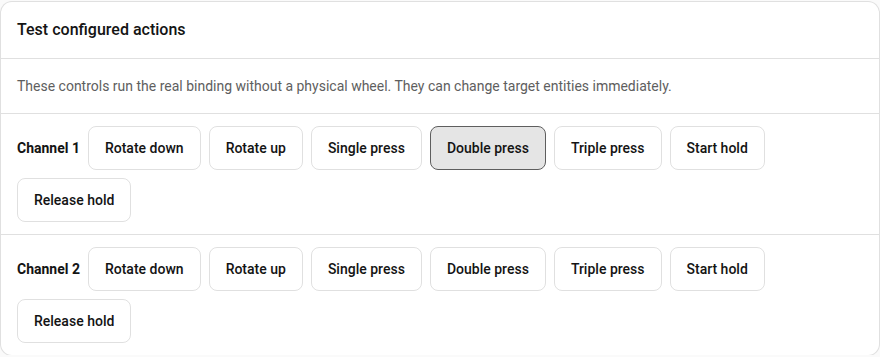 Test configured actions
These controls run the real binding without a physical wheel. They can change target entities immediately.
Channel 1 Rotate down Rotate up Single press Double press Triple press Start hold
Release hold
Channel 2 Rotate down Rotate up Single press Double press Triple press Start hold
Release hold